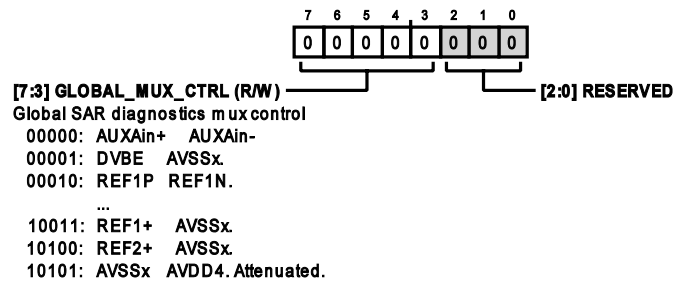 7 6 5 4 3 2 1 0
0 0 0 0 0 0 0 0
[7:3] GLOBAL_MUX_CTRL (R/W) [2:0] RESERVED
Global SAR diagnostics mux control
00000: AUXAin+ AUXAin-
00001: DVBE AVSSx.
00010: REF1P REF1N.
...
10011: REF1+ AVSSx.
10100: REF2+ AVSSx.
10101: AVSSx AVDD4. Attenuated.